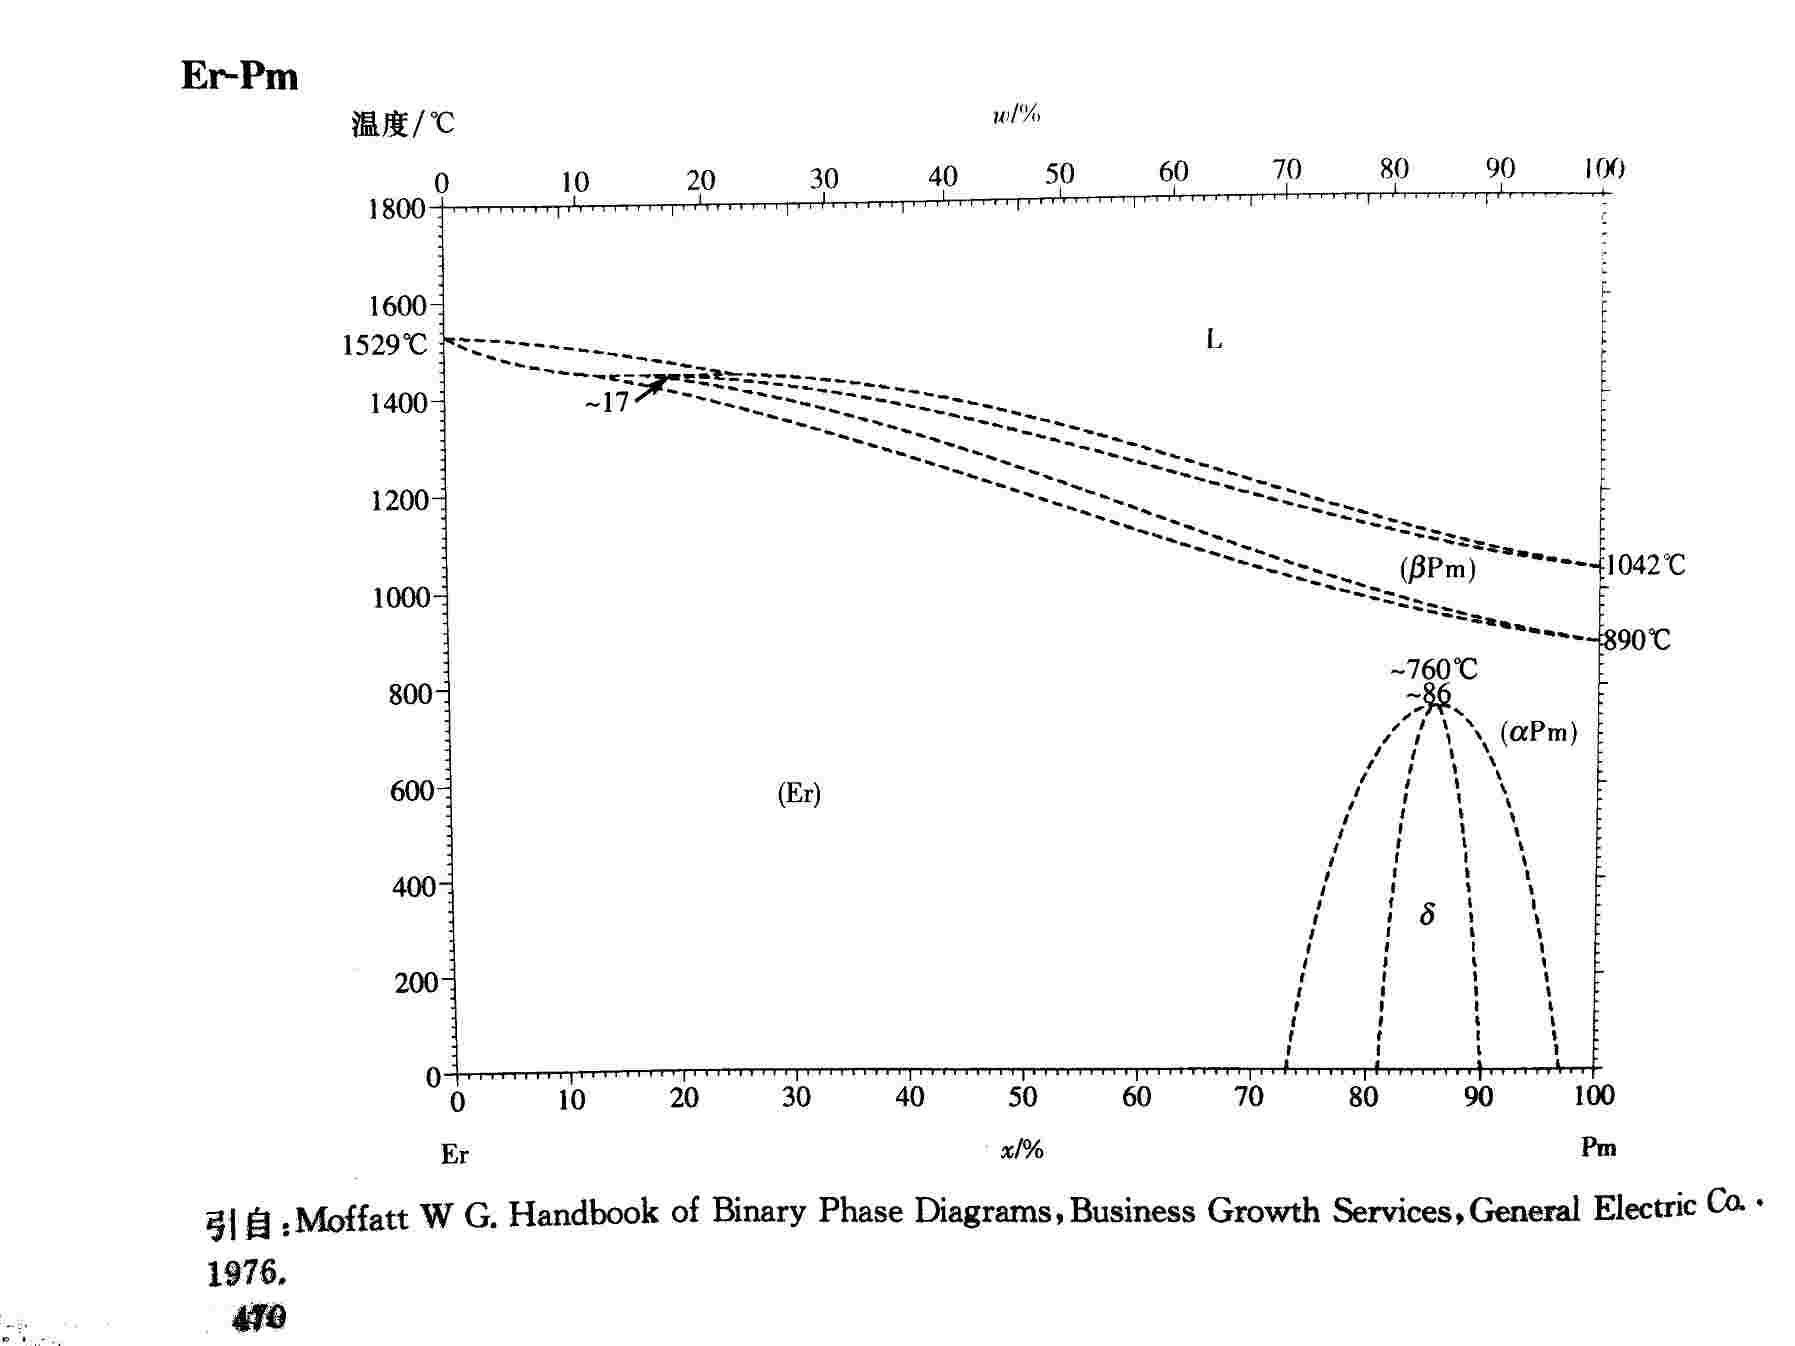 Er-Pm
温度/℃
w/%
0 10 20 30 40 50 60 70 80 90 100
1800
1600
1529℃
L
1400
~17
1200
(βPm)
1042℃
1000
890℃
~760℃
~86
800
(αPm)
600
(Er)
400
δ
200
0
0 10 20 30 40 50 60 70 80 90 100
Er
x/%
Pm
引自:Moffatt W G. Handbook of Binary Phase Diagrams, Business Growth Services, General Electric Co. .
1976.
470